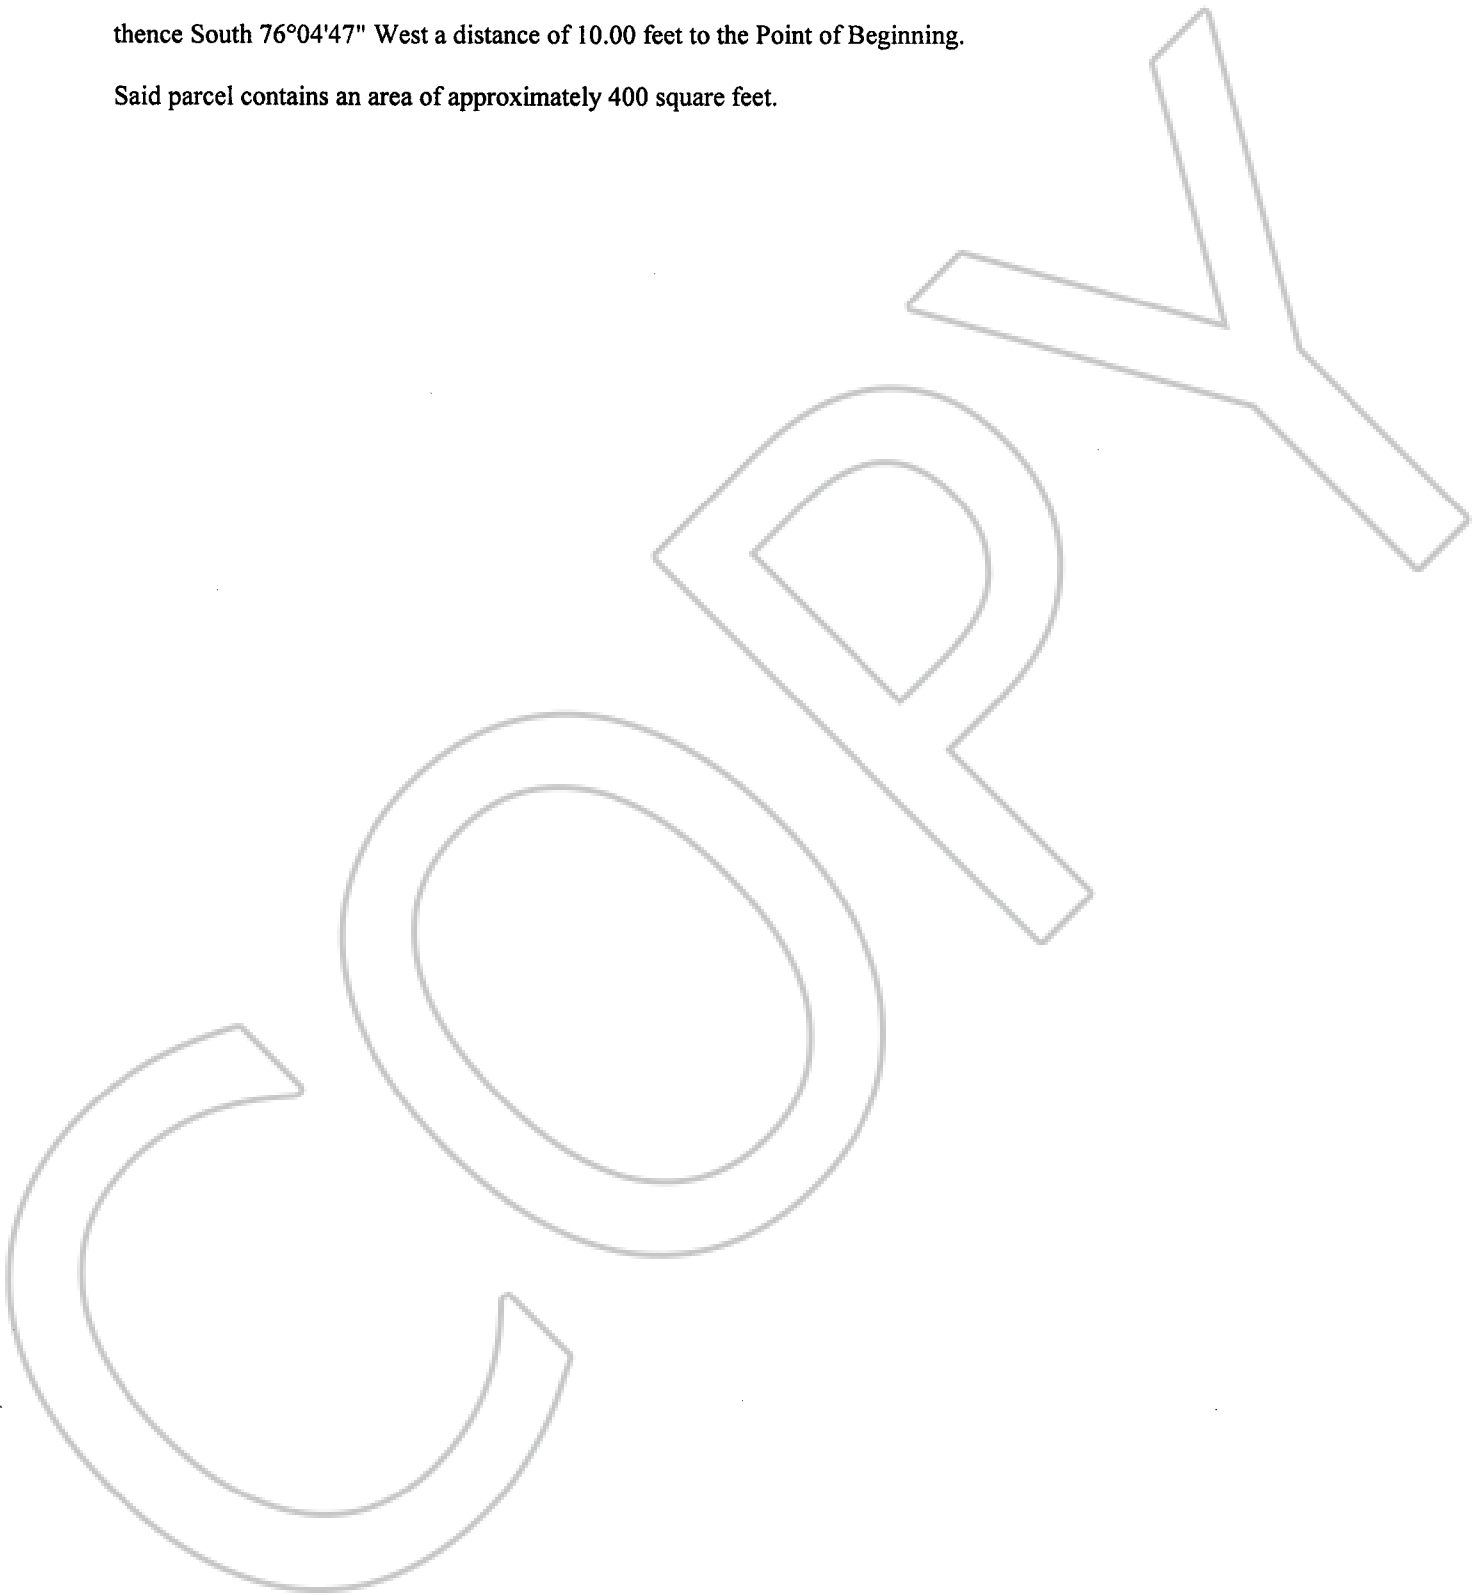 thence South 76°04'47" West a distance of 10.00 feet to the Point of Beginning.
Said parcel contains an area of approximately 400 square feet.
COPY